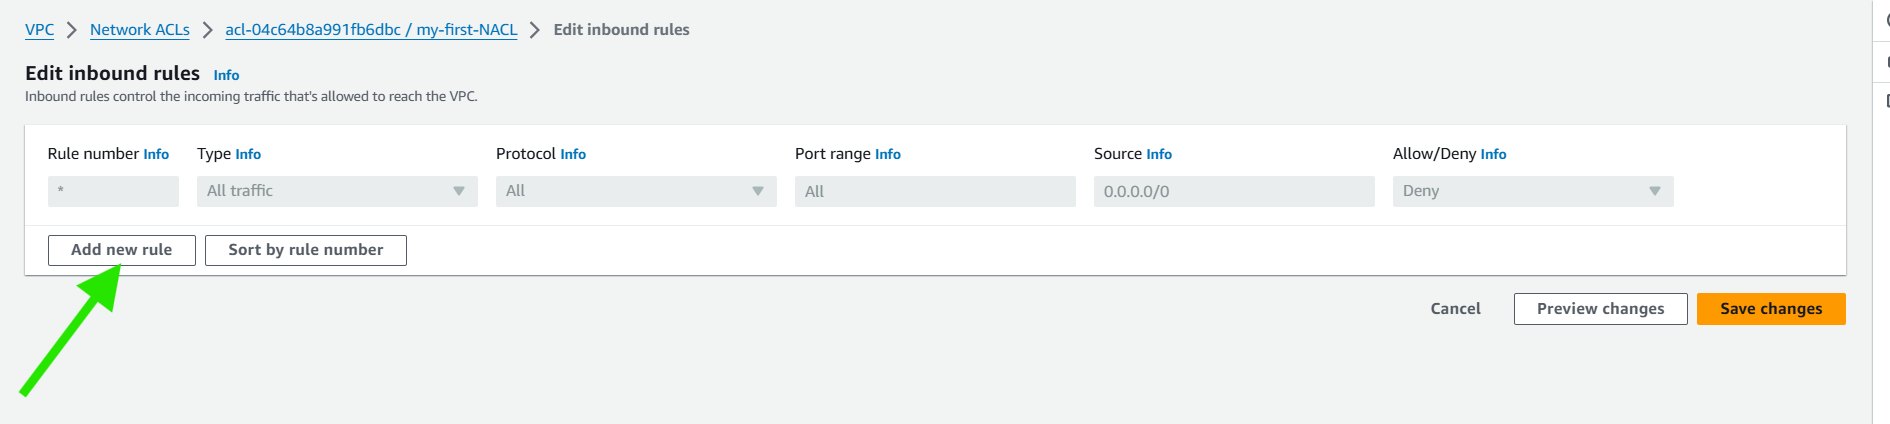 VPC > Network ACLs > acl-04c64b8a991fb6dbc / my-first-NACL > Edit inbound rules
Edit inbound rules Info
Inbound rules control the incoming traffic that's allowed to reach the VPC.
Rule number Info Type Info Protocol Info Port range Info Source Info Allow/Deny Info
* All traffic All All 0.0.0.0/0 Deny
Add new rule Sort by rule number
Cancel Preview changes Save changes